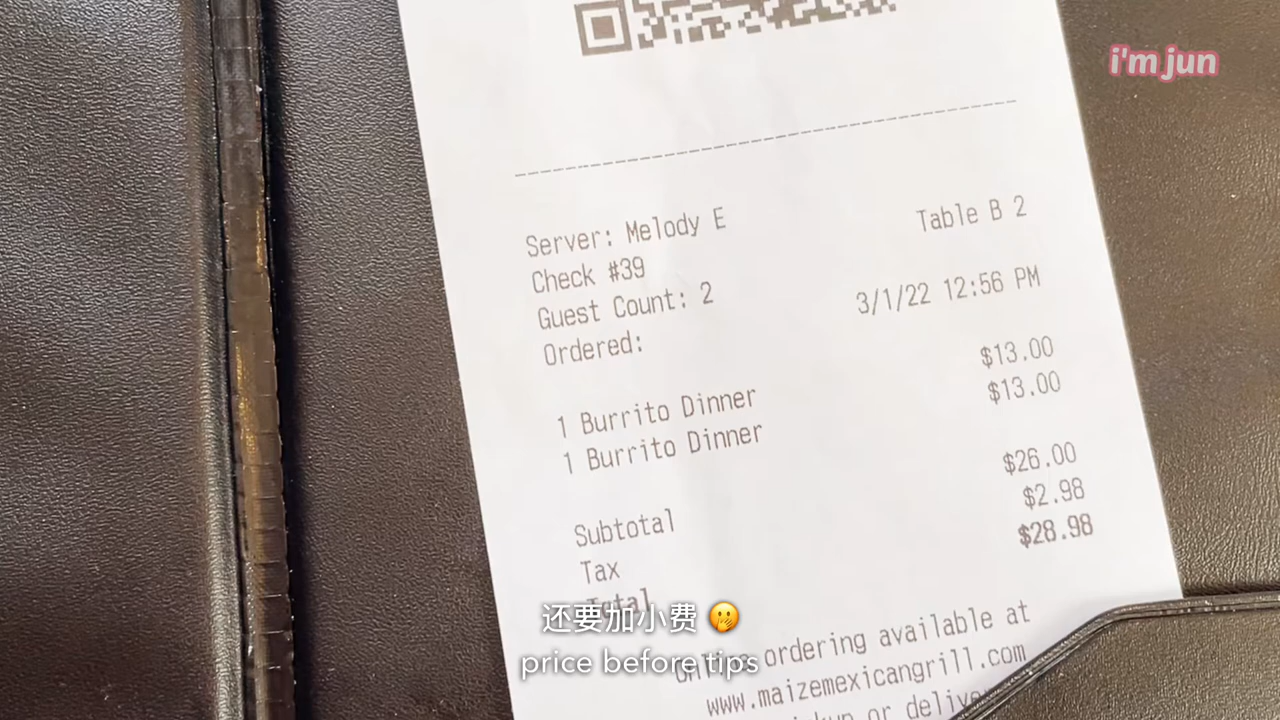 i'm jun
Server: Melody E
Table B 2
Check #39
Guest Count: 2
3/1/22 12:56 PM
Ordered:
1 Burrito Dinner $13.00
1 Burrito Dinner $13.00
Subtotal $26.00
Tax $2.98
Total $28.98
还要加小费 🤭
price before tips
ordering available at
www.maizemexicangrill.com
or